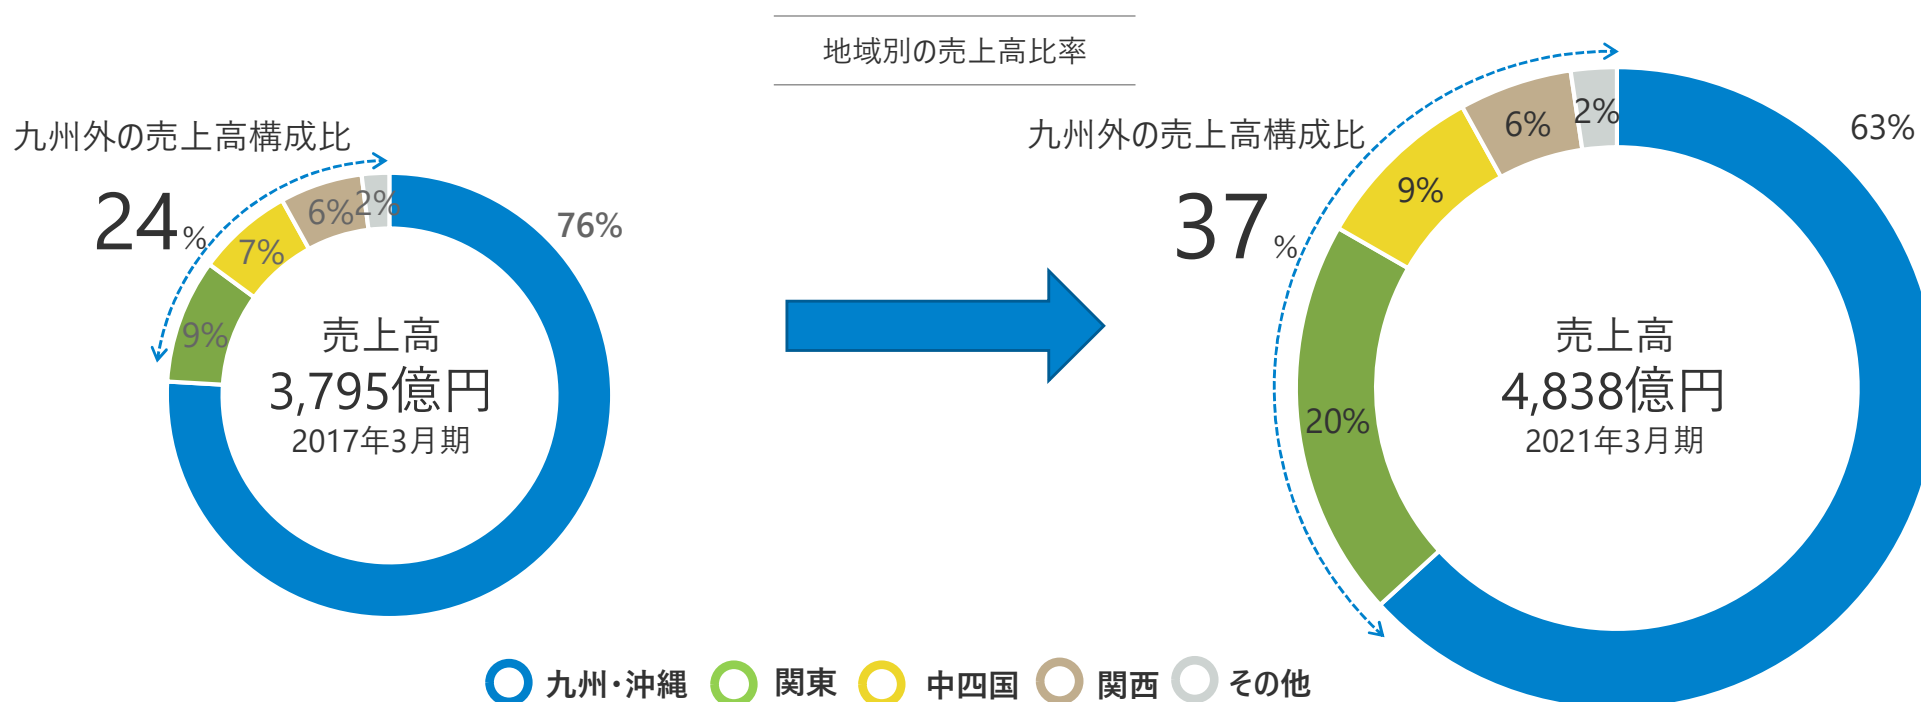 地域別の売上高比率
九州外の売上高構成比
24%
76%
9%
7%
6%
2%
売上高
3,795億円
2017年3月期
九州外の売上高構成比
37%
63%
20%
9%
6%
2%
売上高
4,838億円
2021年3月期
九州・沖縄 関東 中四国 関西 その他